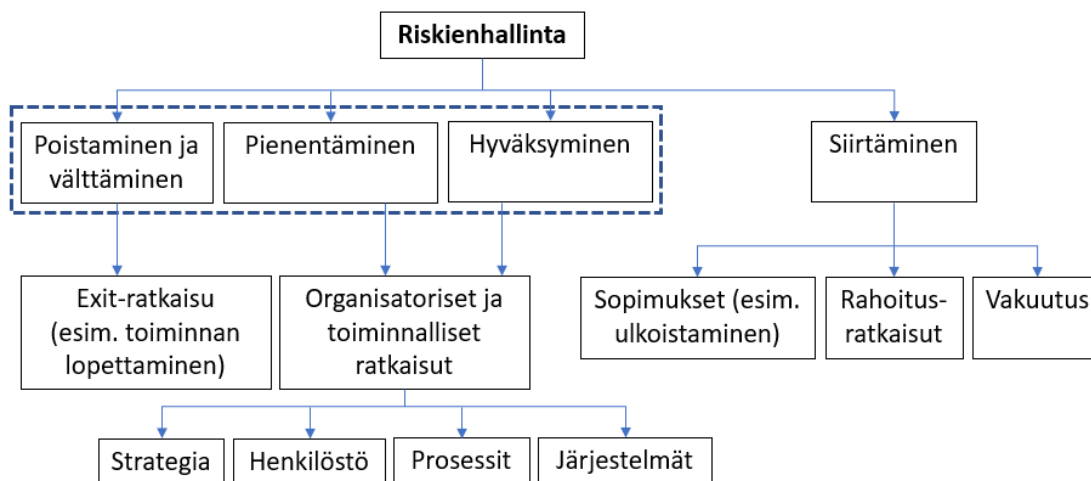 Riskienhallinta
Poistaminen ja
välttäminen
Pienentäminen
Hyväksyminen
Siirtäminen
Exit-ratkaisu
(esim. toiminnan
lopettaminen)
Organisatoriset ja
toiminnalliset
ratkaisut
Sopimukset (esim.
ulkoistaminen)
Rahoitus-
ratkaisut
Vakuutus
Strategia
Henkilöstö
Prosessit
Järjestelmät